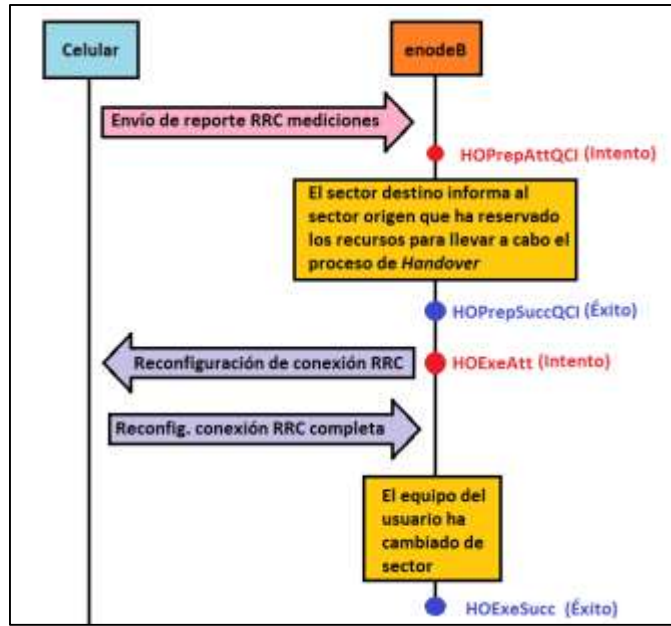 Celular
enodeB
Envío de reporte RRC mediciones
HOPrepAttQCI (Intento)
El sector destino informa al
sector origen que ha reservado
los recursos para llevar a cabo el
proceso de Handover
HOPrepSuccQCI (Éxito)
Reconfiguración de conexión RRC
HOExeAtt (Intento)
Reconfig. conexión RRC completa
El equipo del
usuario ha
cambiado de
sector
HOExeSucc (Éxito)